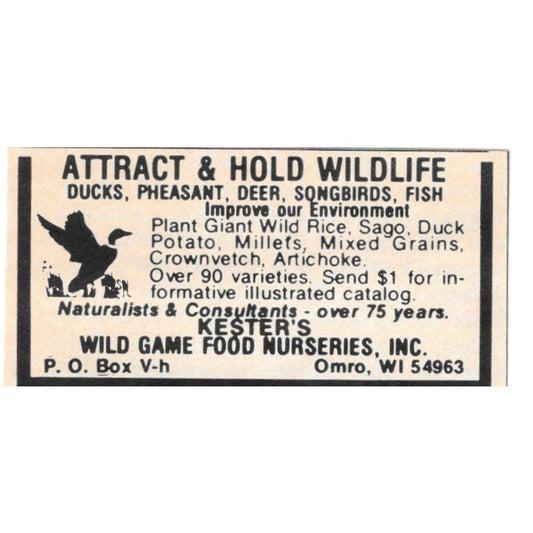 ATTRACT & HOLD WILDLIFE
DUCKS, PHEASANT, DEER, SONGBIRDS, FISH
Improve our Environment
Plant Giant Wild Rice, Sago, Duck
Potato, Millets, Mixed Grains,
Crownvetch, Artichoke.
Over 90 varieties. Send $1 for in-
formative illustrated catalog.
Naturalists & Consultants - over 75 years.
KESTER'S
WILD GAME FOOD NURSERIES, INC.
P. O. Box V-h Omro, WI 54963